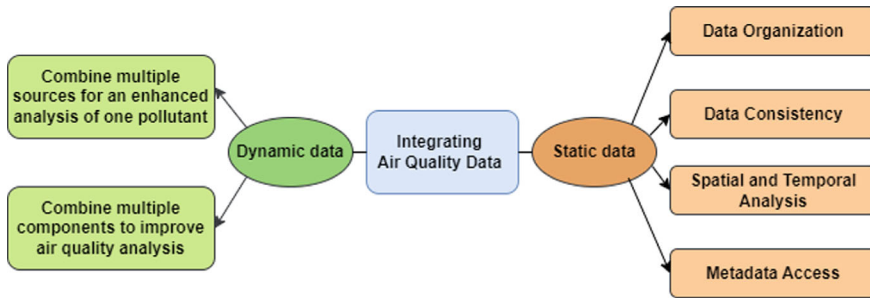 Combine multiple
sources for an enhanced
analysis of one pollutant
Combine multiple
components to improve
air quality analysis
Dynamic data
Integrating
Air Quality Data
Static data
Data Organization
Data Consistency
Spatial and Temporal
Analysis
Metadata Access